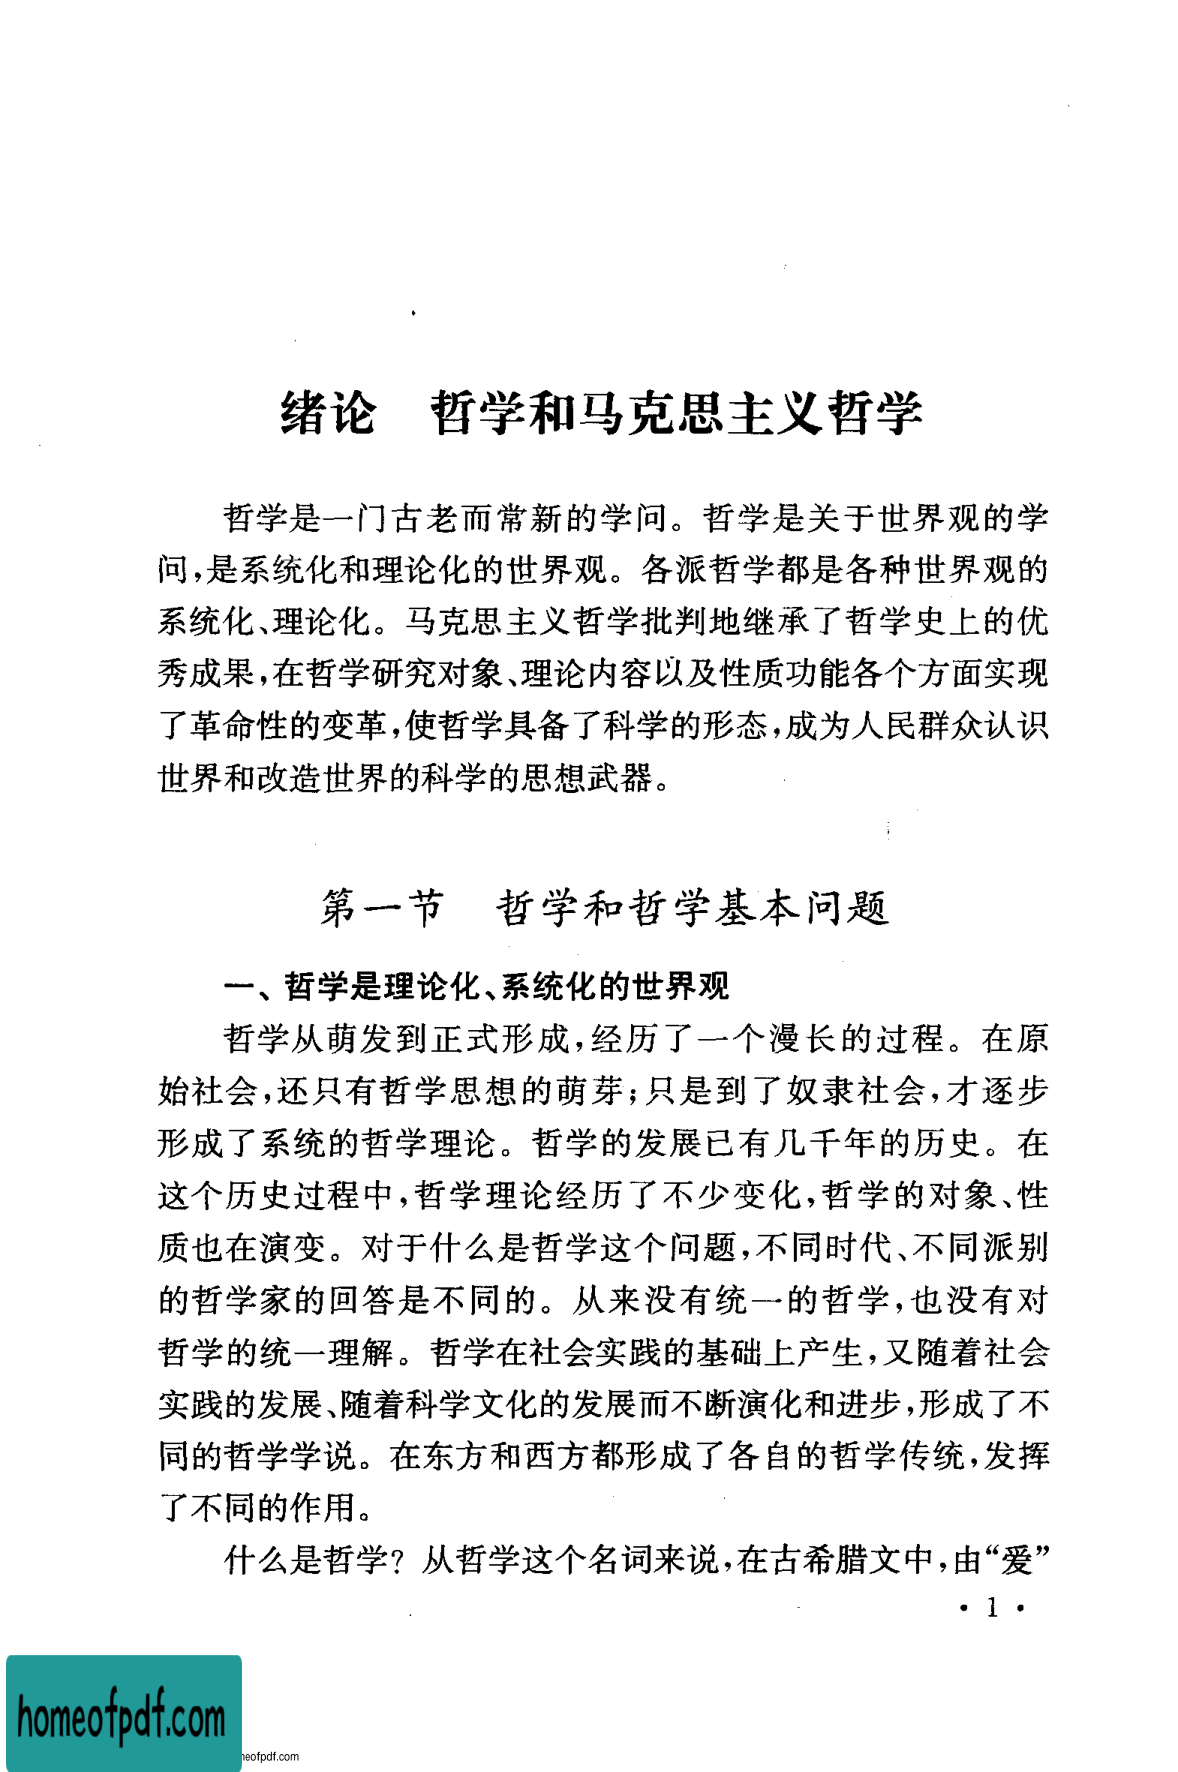 绪论　哲学和马克思主义哲学
哲学是一门古老而常新的学问。哲学是关于世界观的学
问，是系统化和理论化的世界观。各派哲学都是各种世界观的
系统化、理论化。马克思主义哲学批判地继承了哲学史上的优
秀成果，在哲学研究对象、理论内容以及性质功能各个方面实现
了革命性的变革，使哲学具备了科学的形态，成为人民群众认识
世界和改造世界的科学的思想武器。
第一节　哲学和哲学基本问题
一、哲学是理论化、系统化的世界观
哲学从萌发到正式形成，经历了一个漫长的过程。在原
始社会，还只有哲学思想的萌芽；只是到了奴隶社会，才逐步
形成了系统的哲学理论。哲学的发展已有几千年的历史。在
这个历史过程中，哲学理论经历了不少变化，哲学的对象、性
质也在演变。对于什么是哲学这个问题，不同时代、不同派别
的哲学家的回答是不同的。从来没有统一的哲学，也没有对
哲学的统一理解。哲学在社会实践的基础上产生，又随着社会
实践的发展、随着科学文化的发展而不断演化和进步，形成了不
同的哲学学说。在东方和西方都形成了各自的哲学传统，发挥
了不同的作用。
什么是哲学？从哲学这个名词来说，在古希腊文中，由“爱”
· 1 ·
homeofpdf.com
neofpdf.com